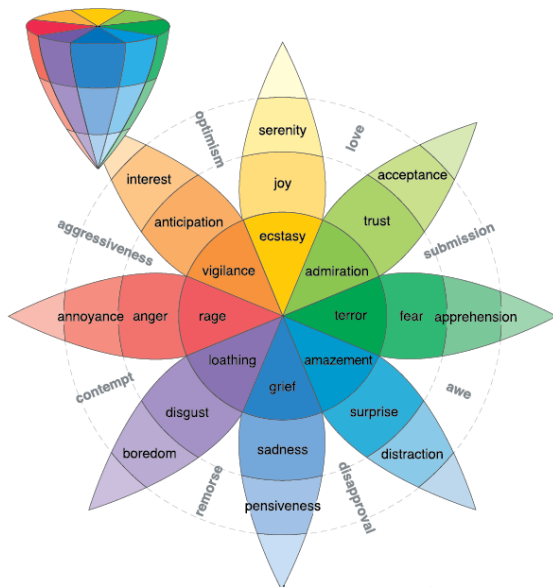 optimism
love
serenity
interest
acceptance
joy
anticipation
trust
aggressiveness
submission
ecstasy
vigilance
admiration
annoyance
anger
rage
terror
fear
apprehension
loathing
amazement
grief
contempt
awe
disgust
surprise
boredom
sadness
distraction
remorse
disapproval
pensiveness